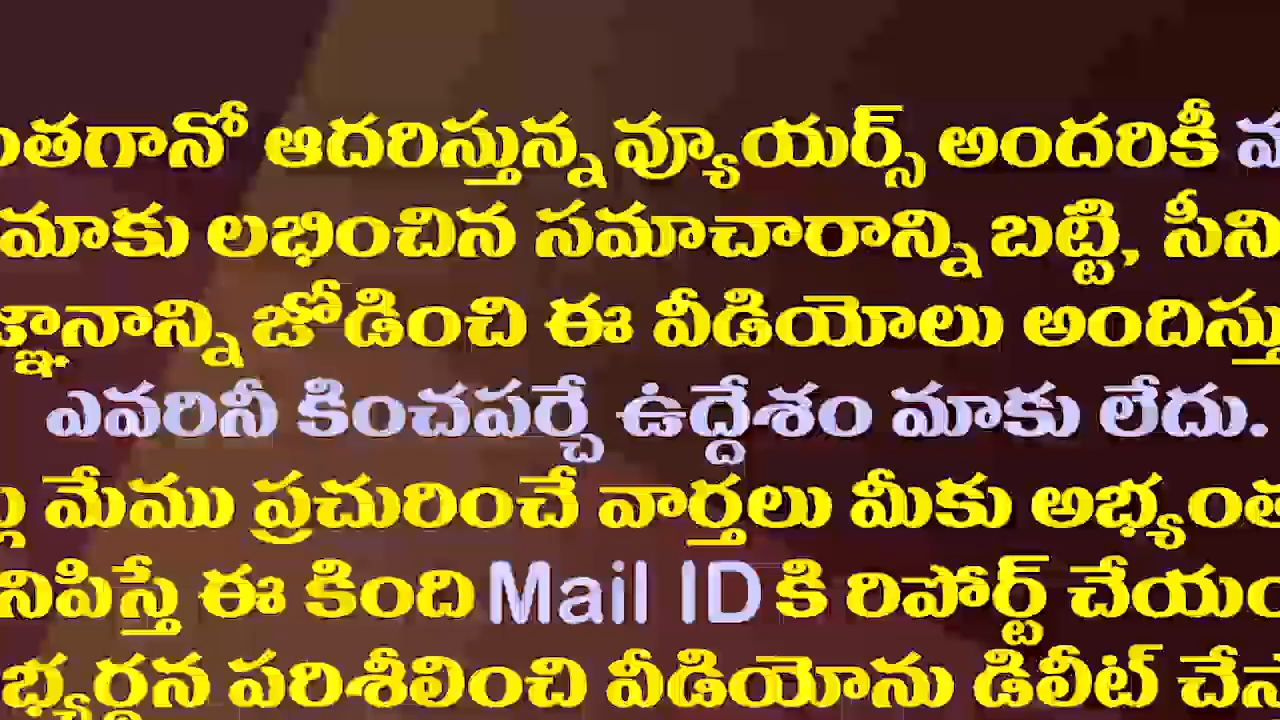 ఆదరిస్తున్న వ్యూయర్స్ అందరికీ
మాకు లభించిన సమాచారాన్ని బట్టి,
జోడించి ఈ వీడియోలు
ఎవరినీ కించపర్చే ఉద్దేశం మాకు లేదు.
మేము ప్రచురించే వార్తలు మీకు
ఈ కింది Mail ID కి రిపోర్ట్
పరిశీలించి వీడియోను డిలీట్